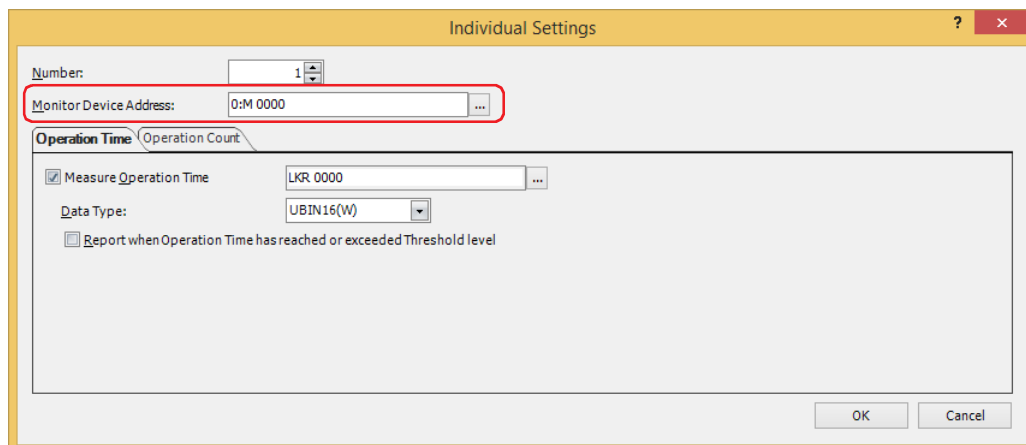 Individual Settings
? ×
Number: 1
Monitor Device Address: 0:M 0000 ...
Operation Time Operation Count
Measure Operation Time LKR 0000 ...
Data Type: UBIN16(W)
Report when Operation Time has reached or exceeded Threshold level
OK Cancel